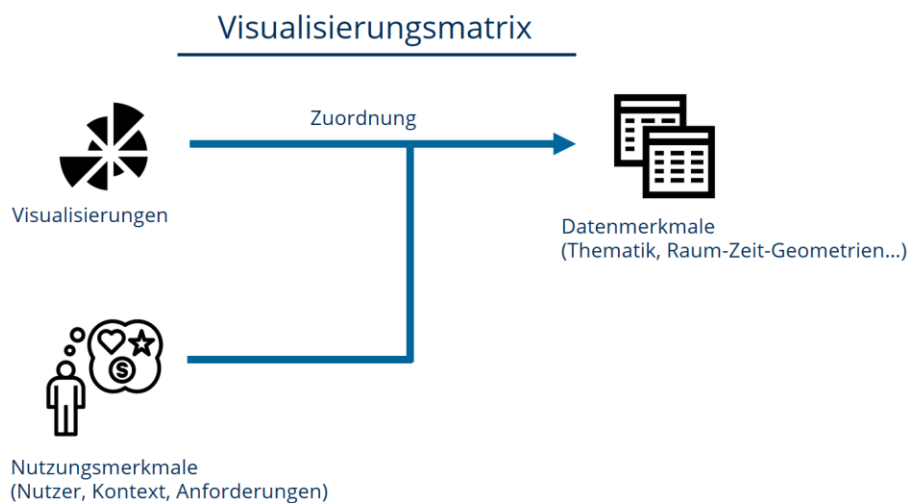 Visualisierungsmatrix
Zuordnung
Visualisierungen
Datenmerkmale
(Thematik, Raum-Zeit-Geometrien...)
S
Nutzungsmerkmale
(Nutzer, Kontext, Anforderungen)